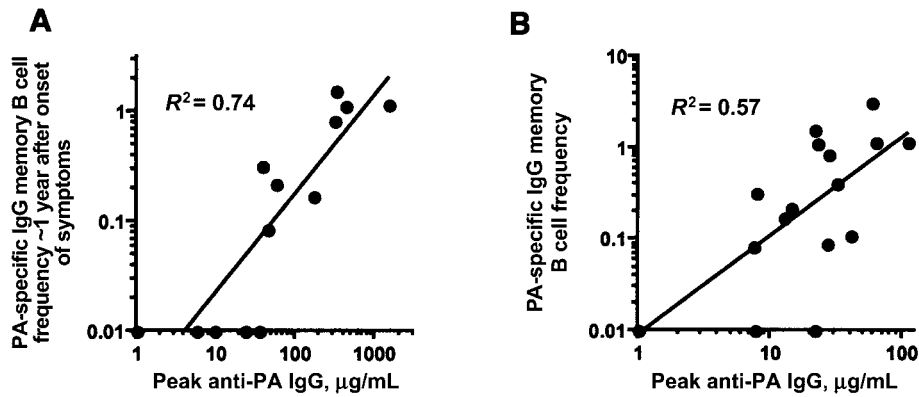 A
PA-specific IgG memory B cell
frequency ~1 year after onset
of symptoms
R² = 0.74
1
0.1
0.01
1 10 100 1000
Peak anti-PA IgG, µg/mL
B
PA-specific IgG memory
B cell frequency
R² = 0.57
10
1
0.1
0.01
1 10 100
Peak anti-PA IgG, µg/mL